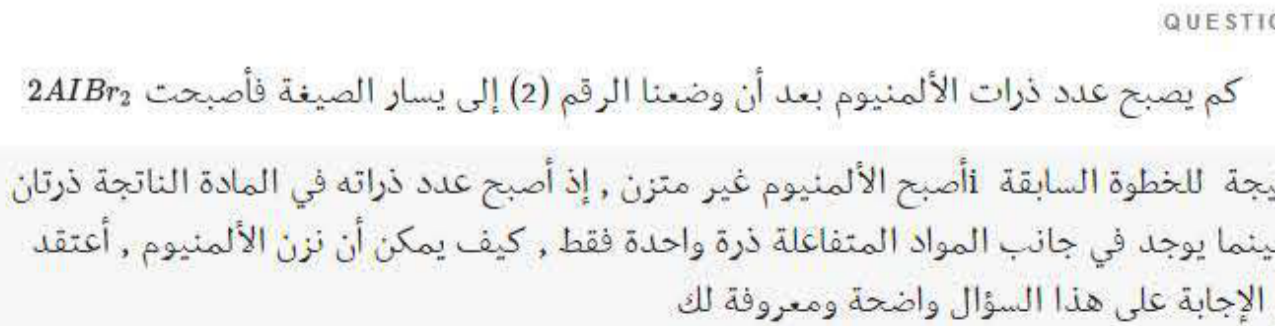 QUESTIO
كم يصبح عدد ذرات الألمنيوم بعد أن وضعنا الرقم (2) إلى يسار الصيغة فأصبحت 2AIBr₂
يجة للخطوة السابقة iأصبح الألمنيوم غير متزن , إذ أصبح عدد ذراته في المادة الناتجة ذرتان
ينما يوجد في جانب المواد المتفاعلة ذرة واحدة فقط , كيف يمكن أن نزن الألمنيوم , أعتقد
الإجابة على هذا السؤال واضحة ومعروفة لك